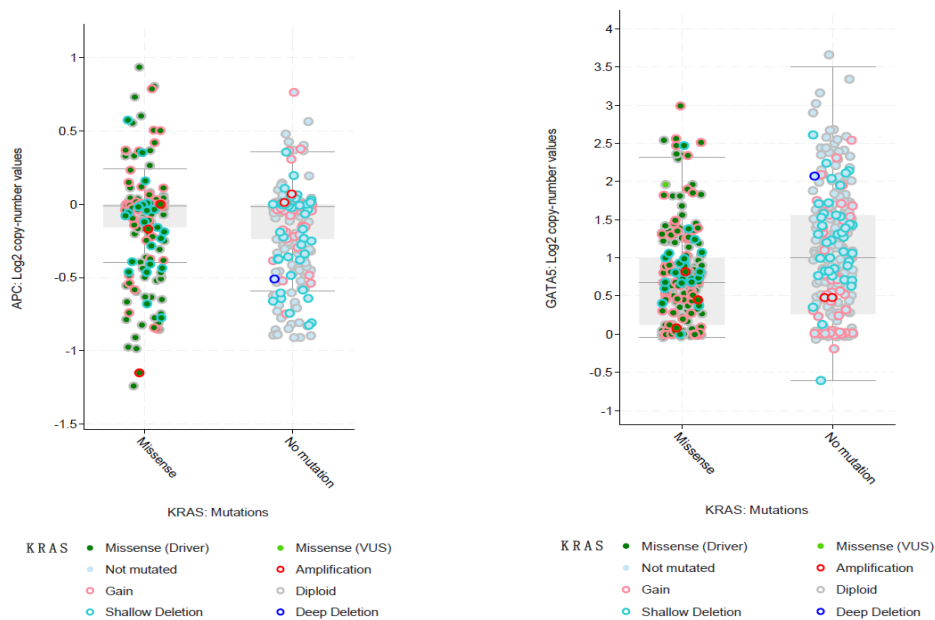 APC: Log2 copy-number values
1
0.5
0
-0.5
-1
-1.5
Missense
No mutation
KRAS: Mutations
KRAS
Missense (Driver)
Missense (VUS)
Not mutated
Amplification
Gain
Diploid
Shallow Deletion
Deep Deletion
GATA5: Log2 copy-number values
4
3.5
3
2.5
2
1.5
1
0.5
0
-0.5
-1
Missense
No mutation
KRAS: Mutations
KRAS
Missense (Driver)
Missense (VUS)
Not mutated
Amplification
Gain
Diploid
Shallow Deletion
Deep Deletion